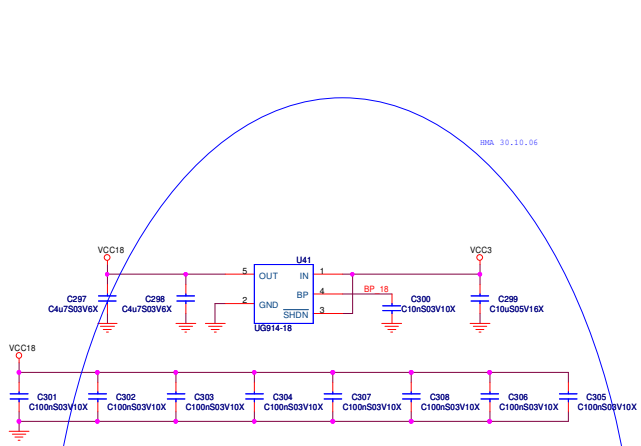 HMA 30.10.06
VCC18
VCC3
U41
5 OUT IN 1
BP 4 BP_18
2 GND
SHDN 3
UG914-18
C297
C4u7S03V6X
C298
C4u7S03V6X
C300
C10nS03V10X
C299
C10uS05V16X
VCC18
C301
C100nS03V10X
C302
C100nS03V10X
C303
C100nS03V10X
C304
C100nS03V10X
C307
C100nS03V10X
C308
C100nS03V10X
C306
C100nS03V10X
C305
C100nS03V10X